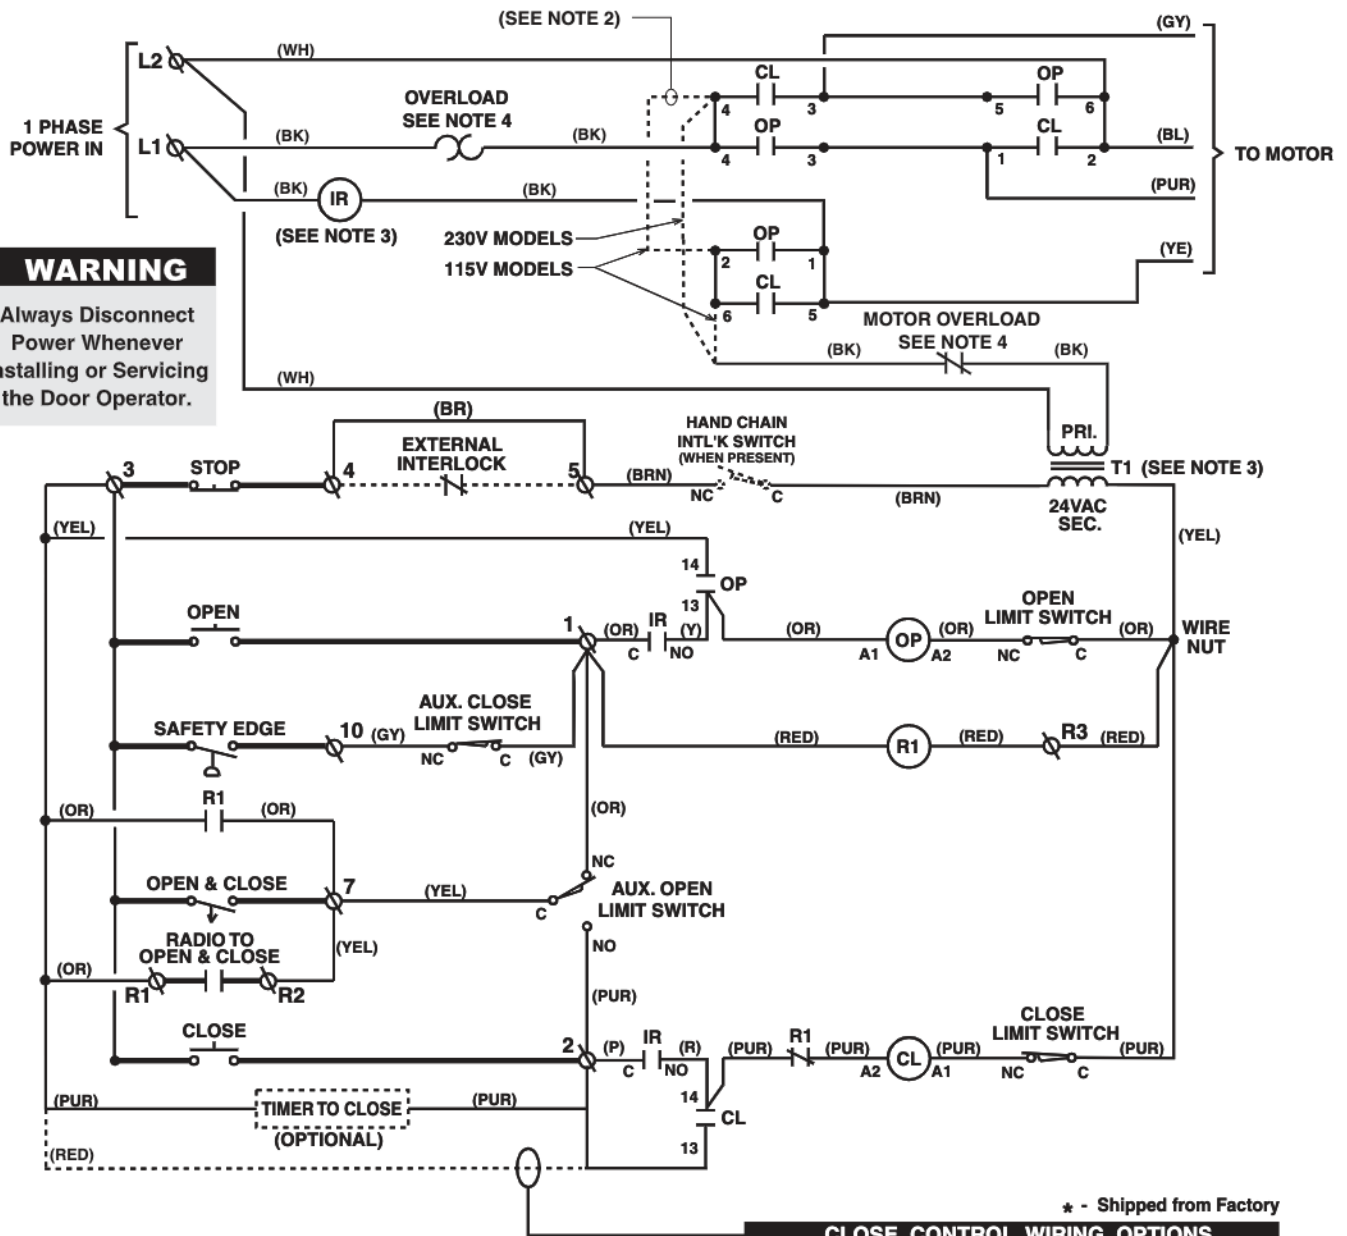 (SEE NOTE 2)
(GY)
L2
(WH)
1 PHASE
POWER IN
OVERLOAD
SEE NOTE 4
CL
OP
4
3
5
6
L1
(BK)
(BK)
OP
CL
(BL)
TO MOTOR
4
3
1
2
(PUR)
(BK)
IR
(BK)
(SEE NOTE 3)
230V MODELS
115V MODELS
OP
2
1
(YE)
CL
6
5
WARNING
Always Disconnect
Power Whenever
nstalling or Servicing
the Door Operator.
MOTOR OVERLOAD
SEE NOTE 4
(BK)
(BK)
(WH)
PRI.
T1 (SEE NOTE 3)
24VAC
SEC.
(BR)
3
STOP
4
EXTERNAL
INTERLOCK
5
(BRN)
HAND CHAIN
INTL'K SWITCH
(WHEN PRESENT)
NC
C
(BRN)
(YEL)
(YEL)
(YEL)
14
OP
13
OPEN
1
(OR)
IR
(Y)
C
NO
(OR)
OP
A1
A2
(OR)
OPEN
LIMIT SWITCH
NC
C
(OR)
WIRE
NUT
SAFETY EDGE
10
(GY)
AUX. CLOSE
LIMIT SWITCH
NC
C
(GY)
(RED)
R1
(RED)
R3
(RED)
(OR)
R1
(OR)
(OR)
OPEN & CLOSE
7
(YEL)
NC
C
AUX. OPEN
LIMIT SWITCH
NO
RADIO TO
OPEN & CLOSE
(YEL)
(OR)
R1
R2
(PUR)
CLOSE
2
(P)
IR
(R)
C
NO
(PUR)
R1
(PUR)
CL
A2
A1
(PUR)
CLOSE
LIMIT SWITCH
NC
C
(PUR)
14
CL
13
(PUR)
TIMER TO CLOSE
(PUR)
(OPTIONAL)
(RED)
* - Shipped from Factory
CLOSE CONTROL WIRING OPTIONS